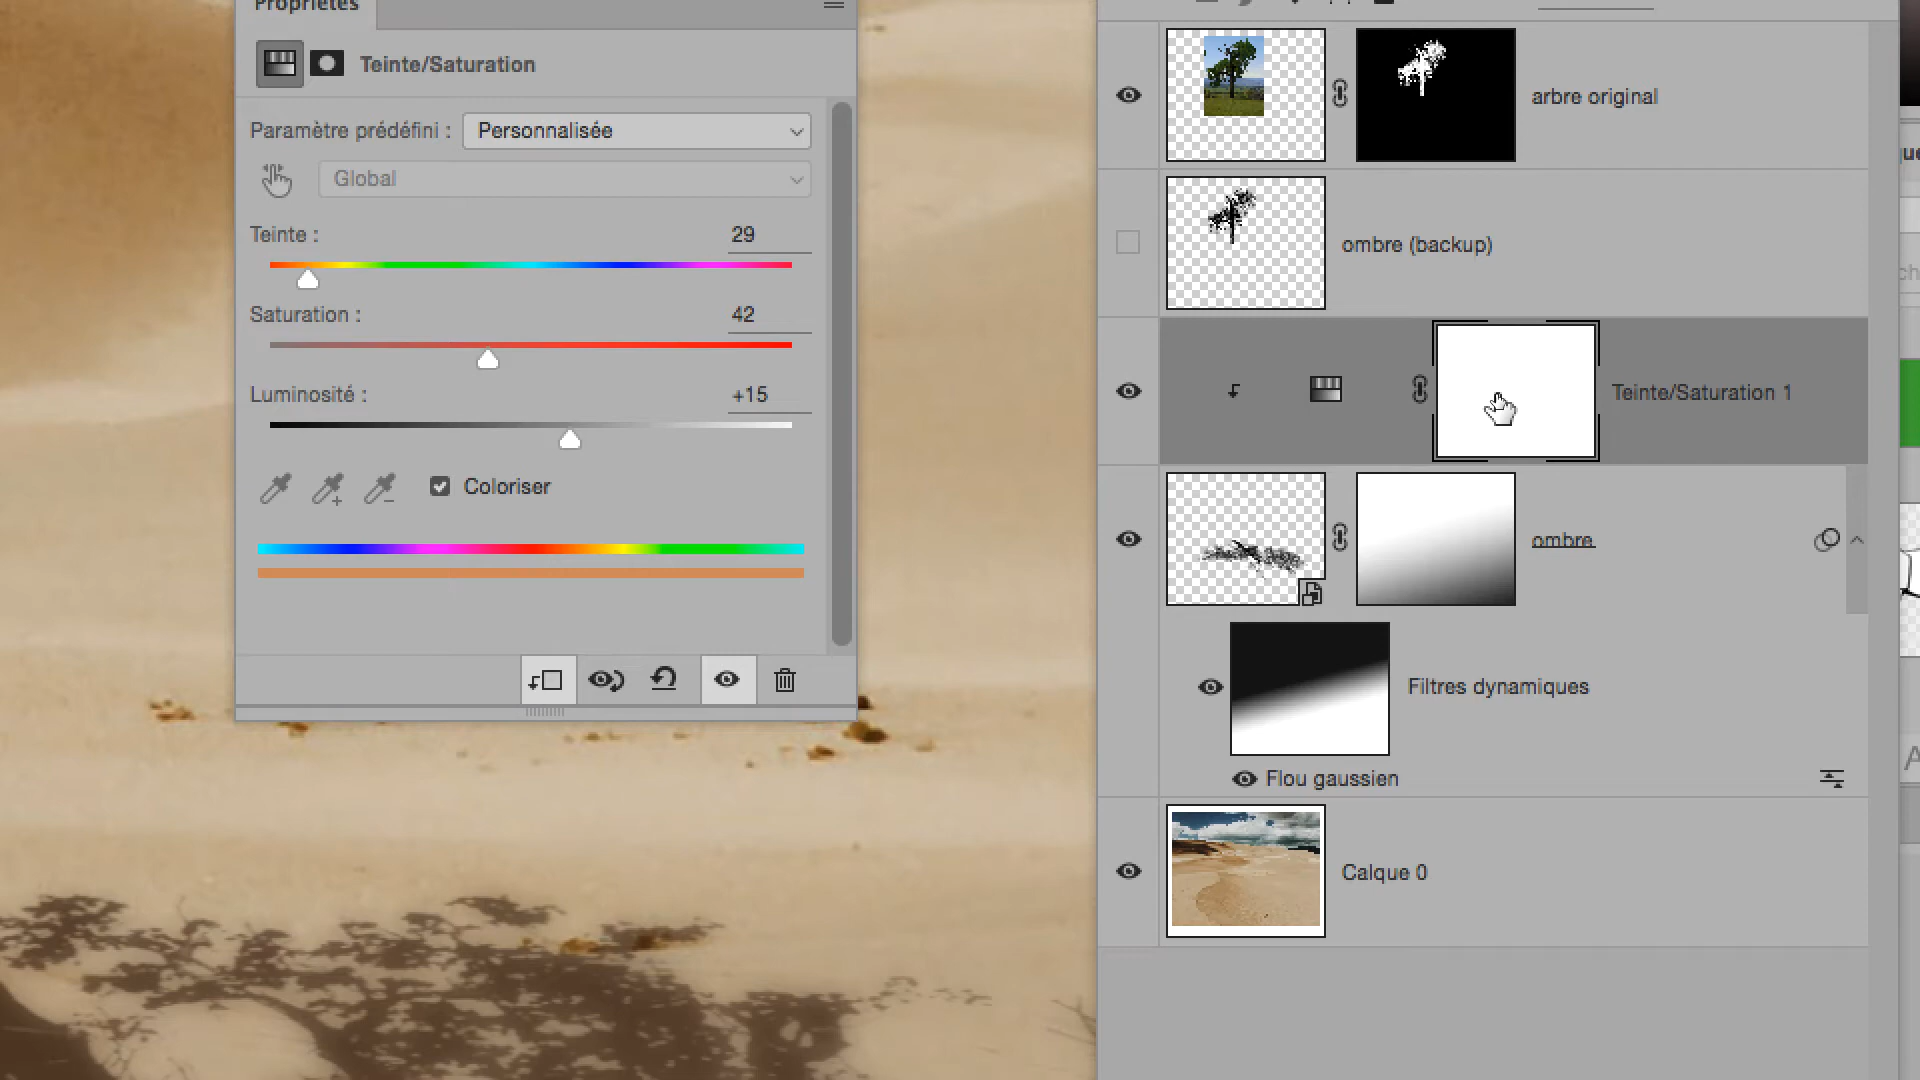 Propriétés
Teinte/Saturation
Paramètre prédéfini :
Personnalisée
Global
Teinte :
29
Saturation :
42
Luminosité :
+15
Coloriser
arbre original
ombre (backup)
Teinte/Saturation 1
ombre
Filtres dynamiques
Flou gaussien
Calque 0